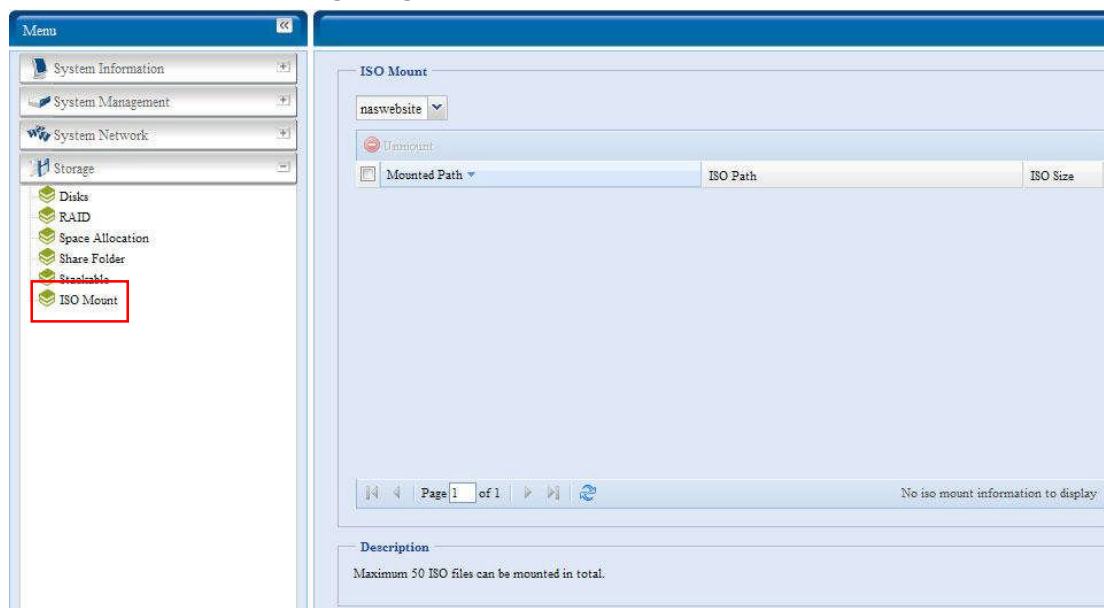 Menu
System Information
System Management
System Network
Storage
Disks
RAID
Space Allocation
Share Folder
Stackable
ISO Mount
ISO Mount
naswebsite
Unmount
Mounted Path ISO Path ISO Size
Page 1 of 1 No iso mount information to display
Description
Maximum 50 ISO files can be mounted in total.